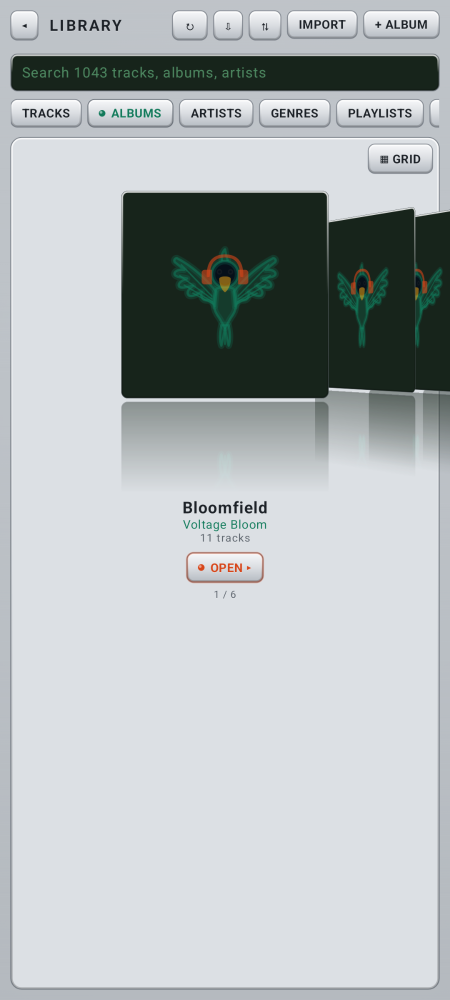 LIBRARY
IMPORT
+ ALBUM
Search 1043 tracks, albums, artists
TRACKS
ALBUMS
ARTISTS
GENRES
PLAYLISTS
GRID
Bloomfield
Voltage Bloom
11 tracks
OPEN
1 / 6